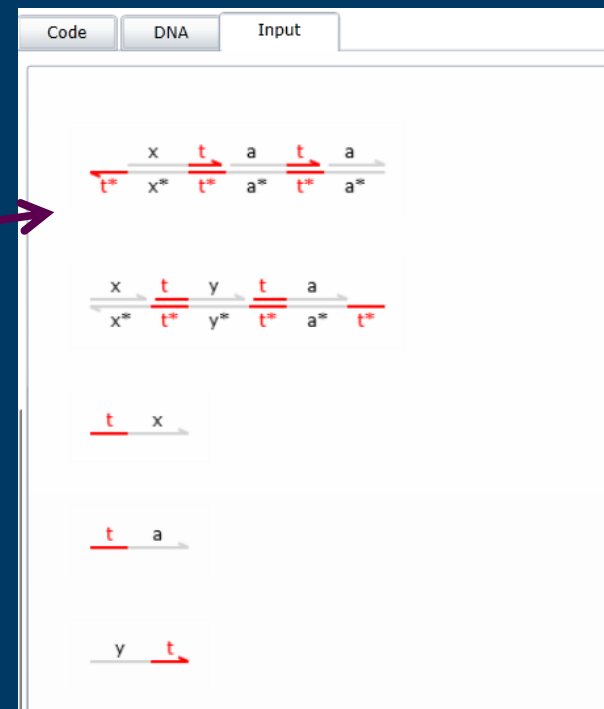 Code DNA Input
x t a t a
t* x* t* a* t* a*
x t y t a
x* t* y* t* a* t*
t x
t a
y t